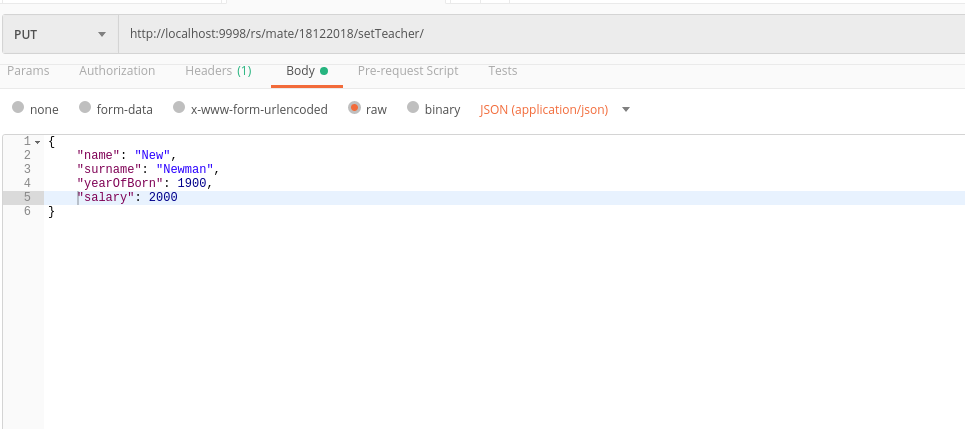 PUT http://localhost:9998/rs/mate/18122018/setTeacher/
Params Authorization Headers (1) Body Pre-request Script Tests
none form-data x-www-form-urlencoded raw binary JSON (application/json)
1 {
2 "name": "New",
3 "surname": "Newman",
4 "yearOfBorn": 1900,
5 "salary": 2000
6 }